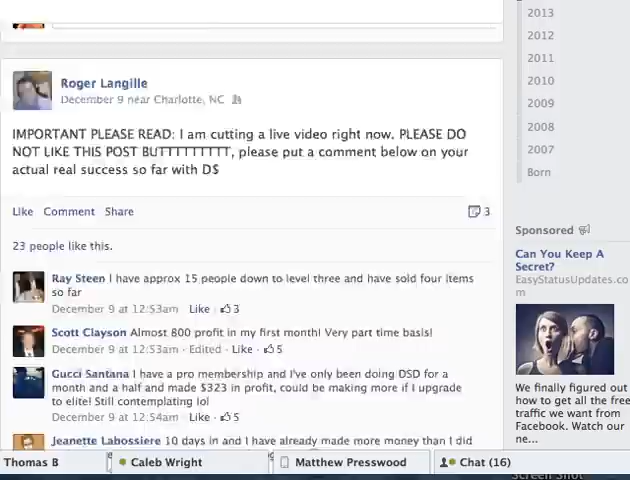 2013
2012
2011
2010
2009
2008
2007
Born
Roger Langille
December 9 near Charlotte, NC
IMPORTANT PLEASE READ: I am cutting a live video right now. PLEASE DO
NOT LIKE THIS POST BUTTTTTTTTT, please put a comment below on your
actual real success so far with D$
Like Comment Share
3
23 people like this.
Ray Steen I have approx 15 people down to level three and have sold four items
so far
December 9 at 12:53am · Like · 3
Scott Clayson Almost 800 profit in my first month! Very part time basis!
December 9 at 12:53am · Edited · Like · 5
Gucci Santana I have a pro membership and I've only been doing DSD for a
month and a half and made $323 in profit, could be making more if I upgrade
to elite! Still contemplating lol
December 9 at 12:54am · Like · 5
Jeanette Labossiere 10 days in and I have already made more money than I did
Sponsored
Can You Keep A
Secret?
EasyStatusUpdates.co
m
We finally figured out
how to get all the free
traffic we want from
Facebook. Watch our
ne...
Thomas B
Caleb Wright
Matthew Presswood
Chat (16)
Screen Shot